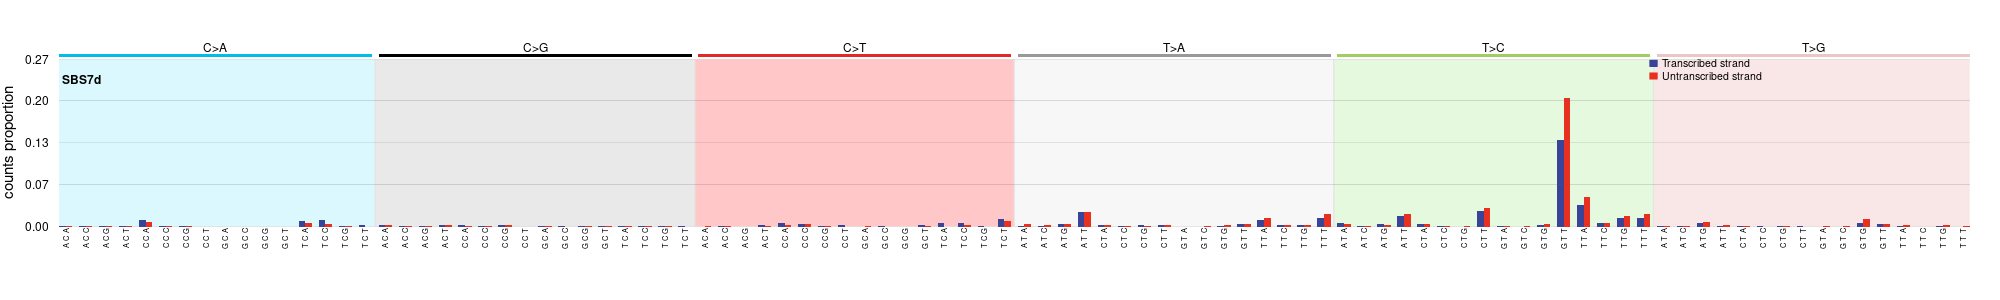 C>A C>G C>T T>A T>C T>G
SBS7d
Transcribed strand
Untranscribed strand
counts proportion
0.27
0.20
0.13
0.07
0.00
ACA ACC ACG ACT CCA CCC CCG CCT GCA GCC GCG GCT TCA TCC TCG TCT ACA ACC ACG ACT CCA CCC CCG CCT GCA GCC GCG GCT TCA TCC TCG TCT ACA ACC ACG ACT CCA CCC CCG CCT GCA GCC GCG GCT TCA TCC TCG TCT ATA ATC ATG ATT CTA CTC CTG CTT GTA GTC GTG GTT TTA TTC TTG TTT ATA ATC ATG ATT CTA CTC CTG CTT GTA GTC GTG GTT TTA TTC TTG TTT ATA ATC ATG ATT CTA CTC CTG CTT GTA GTC GTG GTT TTA TTC TTG TTT